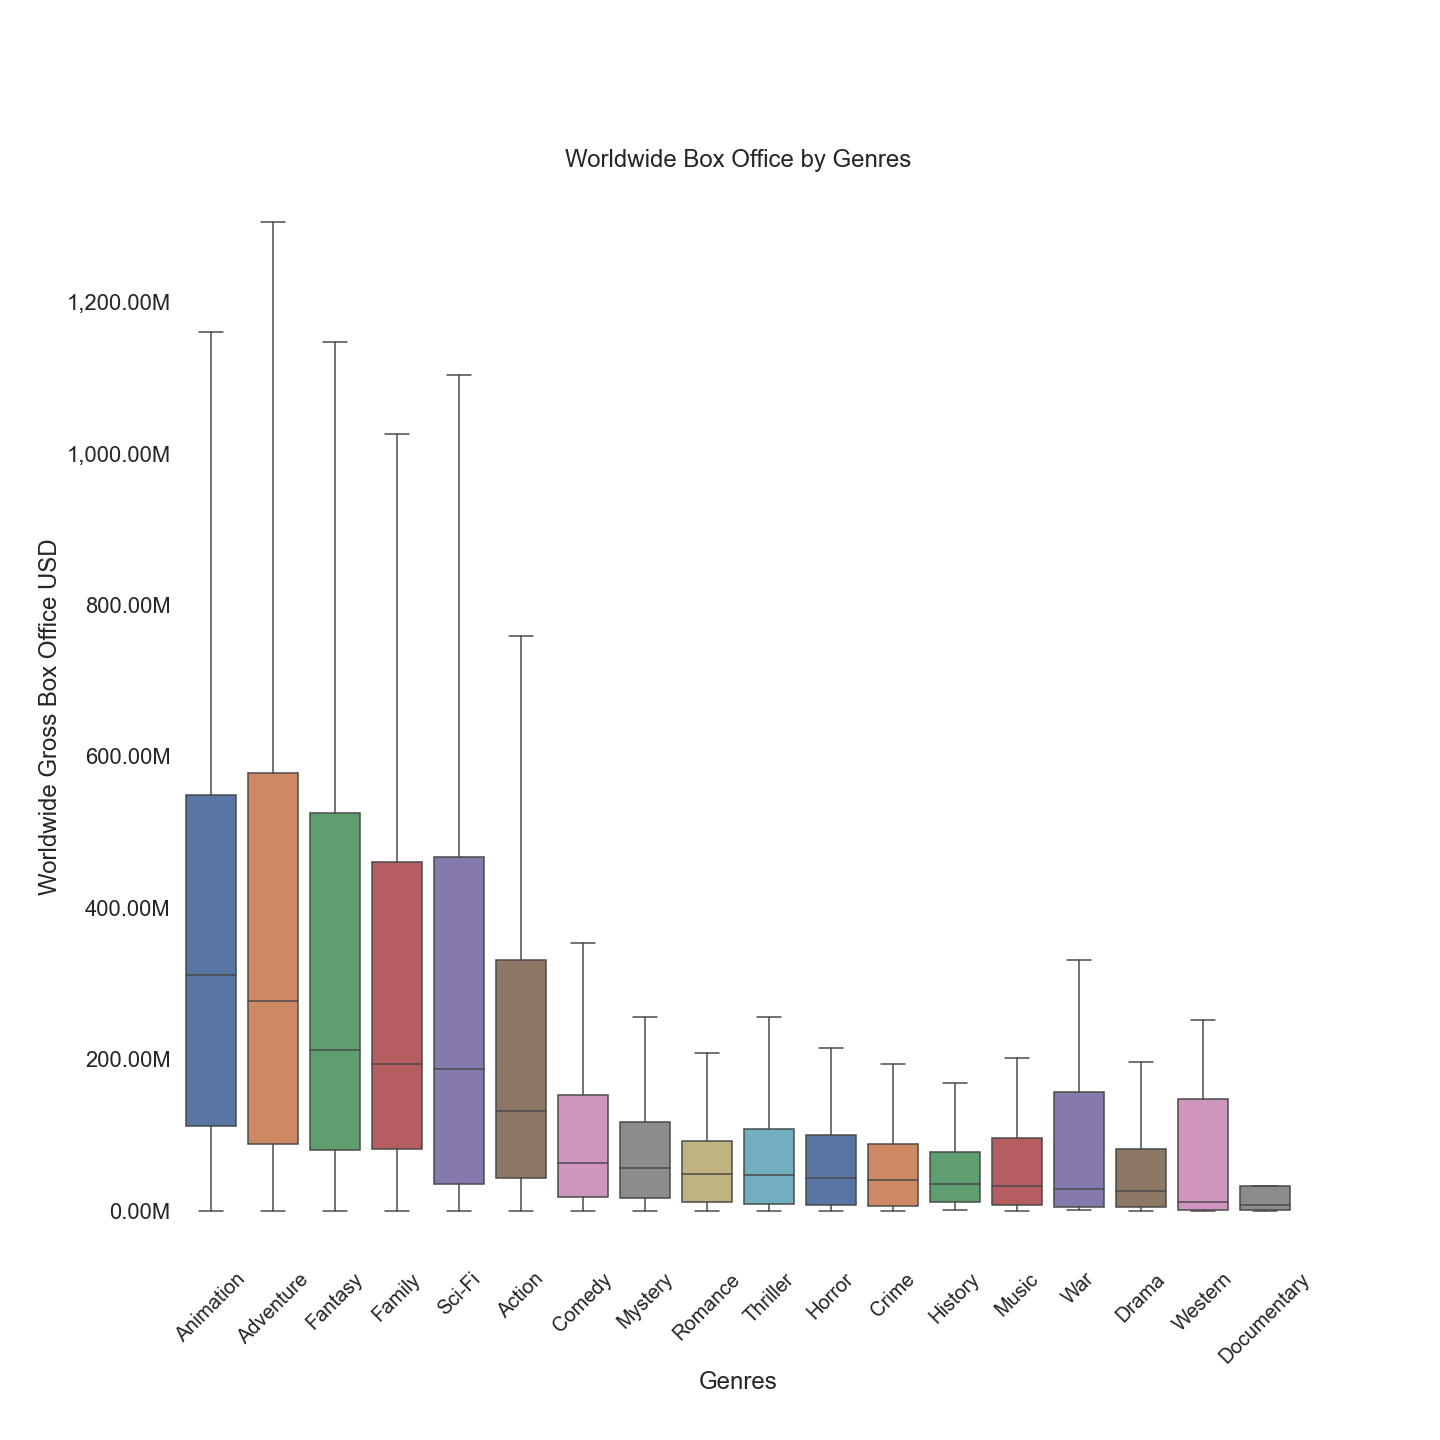 Worldwide Box Office by Genres
1,200.00M
1,000.00M
800.00M
600.00M
400.00M
200.00M
0.00M
Worldwide Gross Box Office USD
Animation
Adventure
Fantasy
Family
Sci-Fi
Action
Comedy
Mystery
Romance
Thriller
Horror
Crime
History
Music
War
Drama
Western
Documentary
Genres